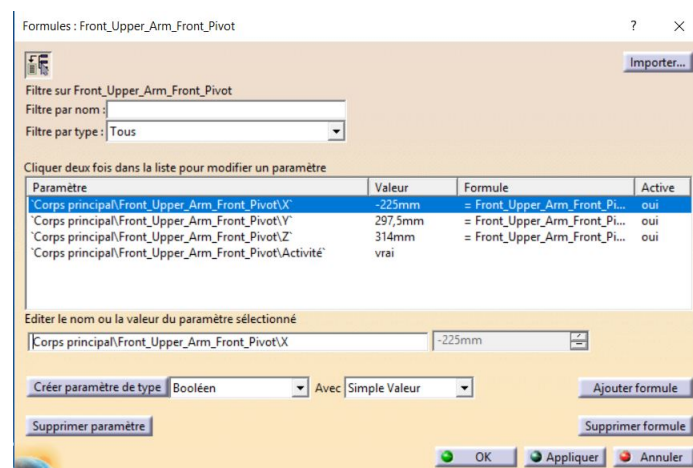 Formules : Front_Upper_Arm_Front_Pivot ? ×
Importer...
Filtre sur Front_Upper_Arm_Front_Pivot
Filtre par nom :
Filtre par type : Tous
Cliquer deux fois dans la liste pour modifier un paramètre
Paramètre Valeur Formule Active
`Corps principal\Front_Upper_Arm_Front_Pivot\X` -225mm = Front_Upper_Arm_Front_Pi... oui
`Corps principal\Front_Upper_Arm_Front_Pivot\Y` 297,5mm = Front_Upper_Arm_Front_Pi... oui
`Corps principal\Front_Upper_Arm_Front_Pivot\Z` 314mm = Front_Upper_Arm_Front_Pi... oui
`Corps principal\Front_Upper_Arm_Front_Pivot\Activité` vrai
Editer le nom ou la valeur du paramètre sélectionné
Corps principal\Front_Upper_Arm_Front_Pivot\X -225mm
Créer paramètre de type Booléen Avec Simple Valeur Ajouter formule
Supprimer paramètre Supprimer formule
OK Appliquer Annuler